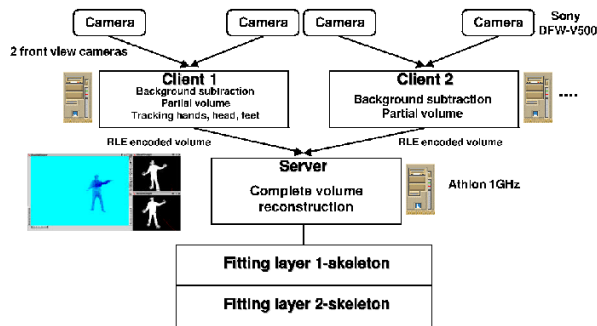 Camera
Camera
Camera
Camera
Sony
DFW-V500
2 front view cameras
Client 1
Background subtraction
Partial volume
Tracking hands, head, feet
Client 2
Background subtraction
Partial volume
....
RLE encoded volume
RLE encoded volume
Server
Complete volume
reconstruction
Athlon 1GHz
Fitting layer 1-skeleton
Fitting layer 2-skeleton